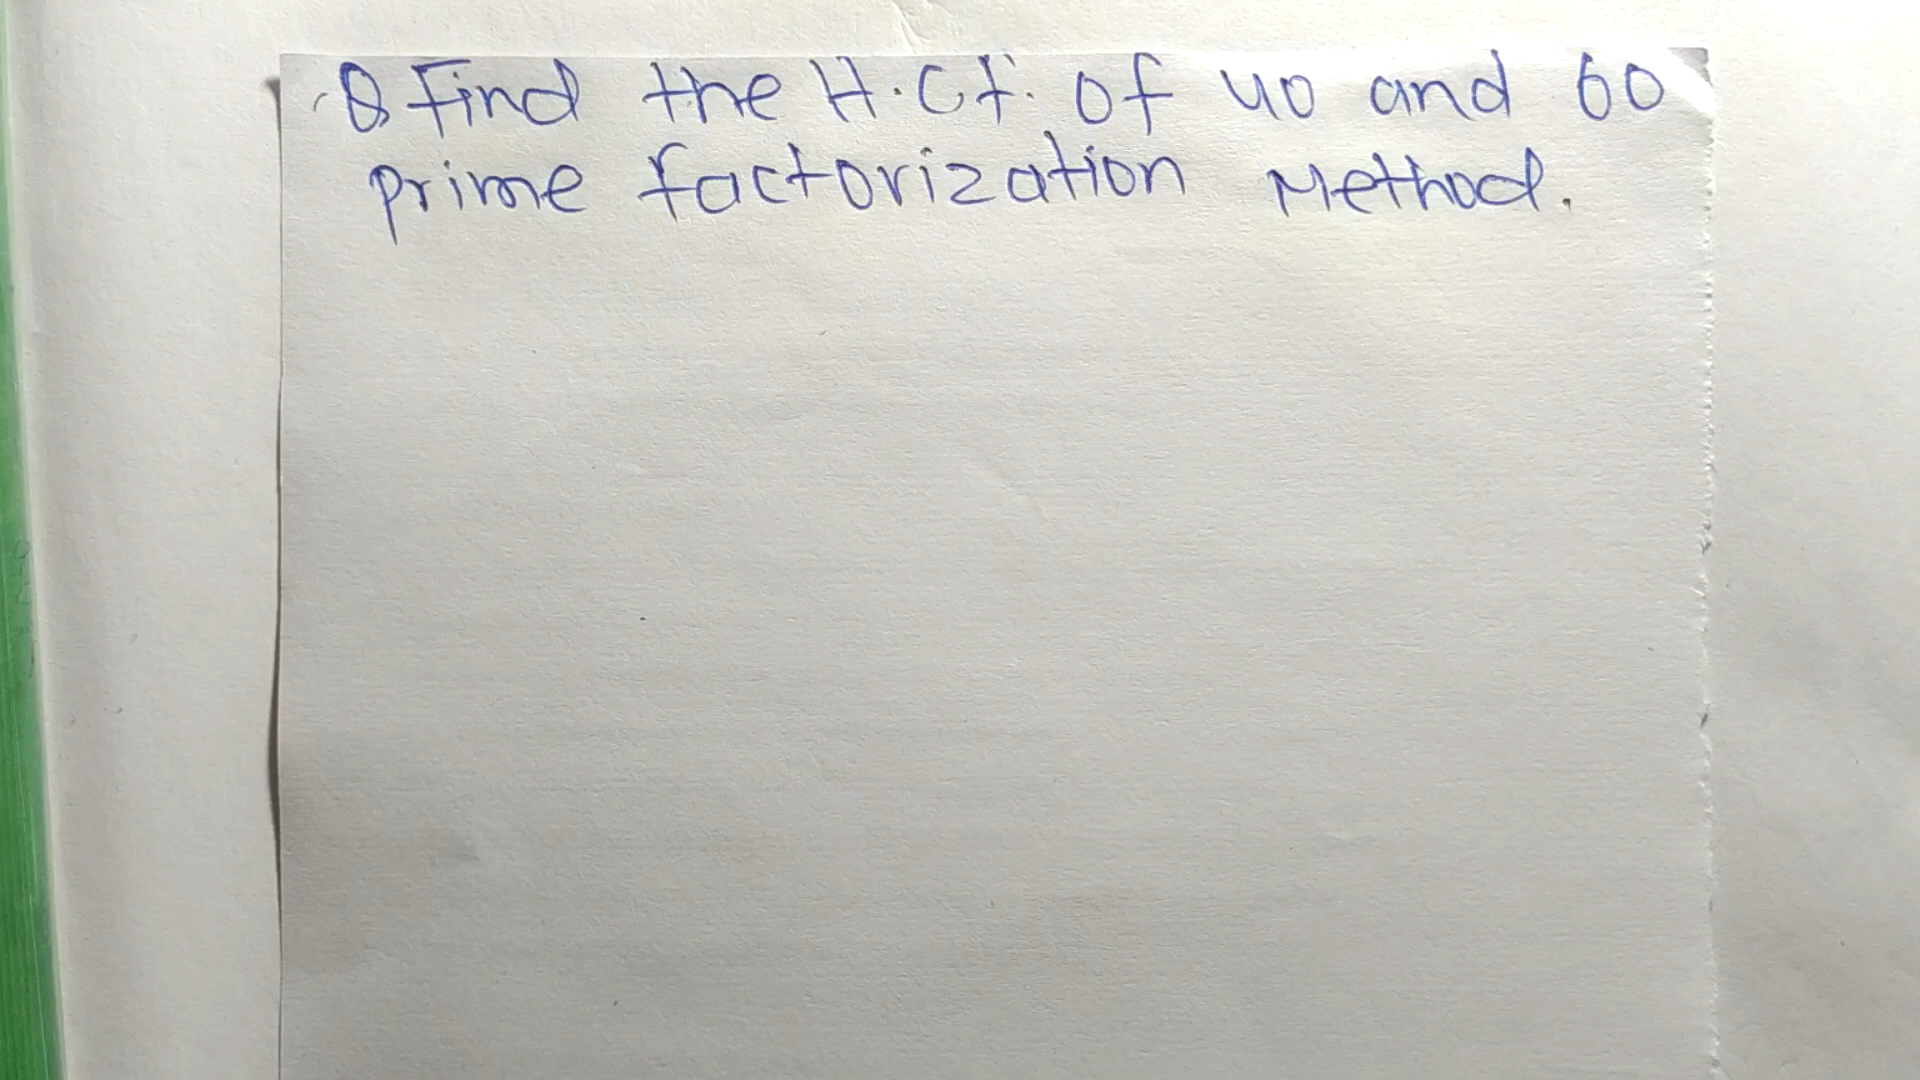 Q Find the H.C.f. of 40 and 60
prime factorization Method.